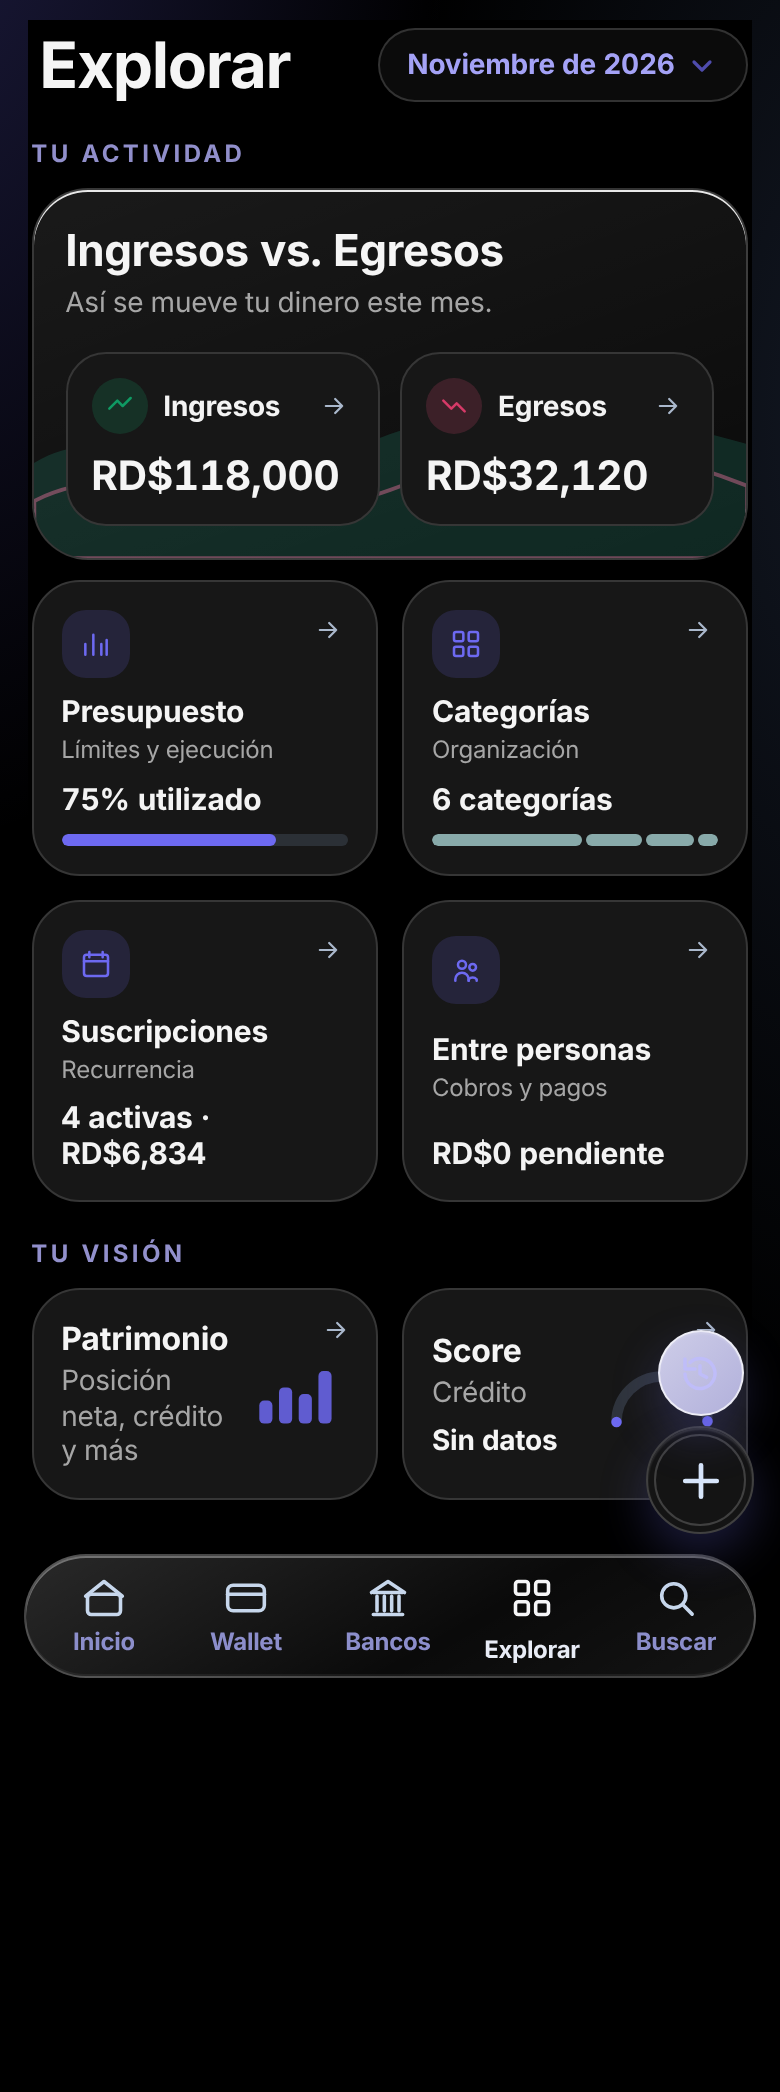 Explorar
Noviembre de 2026
TU ACTIVIDAD
Ingresos vs. Egresos
Así se mueve tu dinero este mes.
Ingresos
RD$118,000
Egresos
RD$32,120
Presupuesto
Límites y ejecución
75% utilizado
Categorías
Organización
6 categorías
Suscripciones
Recurrencia
4 activas ·
RD$6,834
Entre personas
Cobros y pagos
RD$0 pendiente
TU VISIÓN
Patrimonio
Posición
neta, crédito
y más
Score
Crédito
Sin datos
Inicio
Wallet
Bancos
Explorar
Buscar